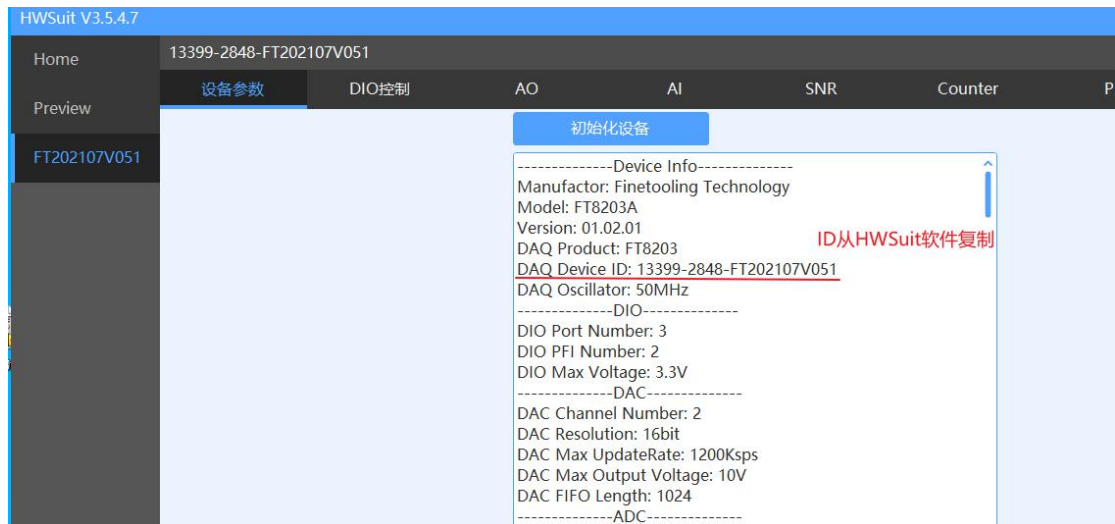 HWSuit V3.5.4.7
Home
Preview
FT202107V051
13399-2848-FT202107V051
设备参数 DIO控制 AO AI SNR Counter P
初始化设备
--------------Device Info--------------
Manufactor: Finetooling Technology
Model: FT8203A
Version: 01.02.01
DAQ Product: FT8203
ID从HWSuit软件复制
DAQ Device ID: 13399-2848-FT202107V051
DAQ Oscillator: 50MHz
--------------DIO--------------
DIO Port Number: 3
DIO PFI Number: 2
DIO Max Voltage: 3.3V
--------------DAC--------------
DAC Channel Number: 2
DAC Resolution: 16bit
DAC Max UpdateRate: 1200Ksps
DAC Max Output Voltage: 10V
DAC FIFO Length: 1024
--------------ADC--------------